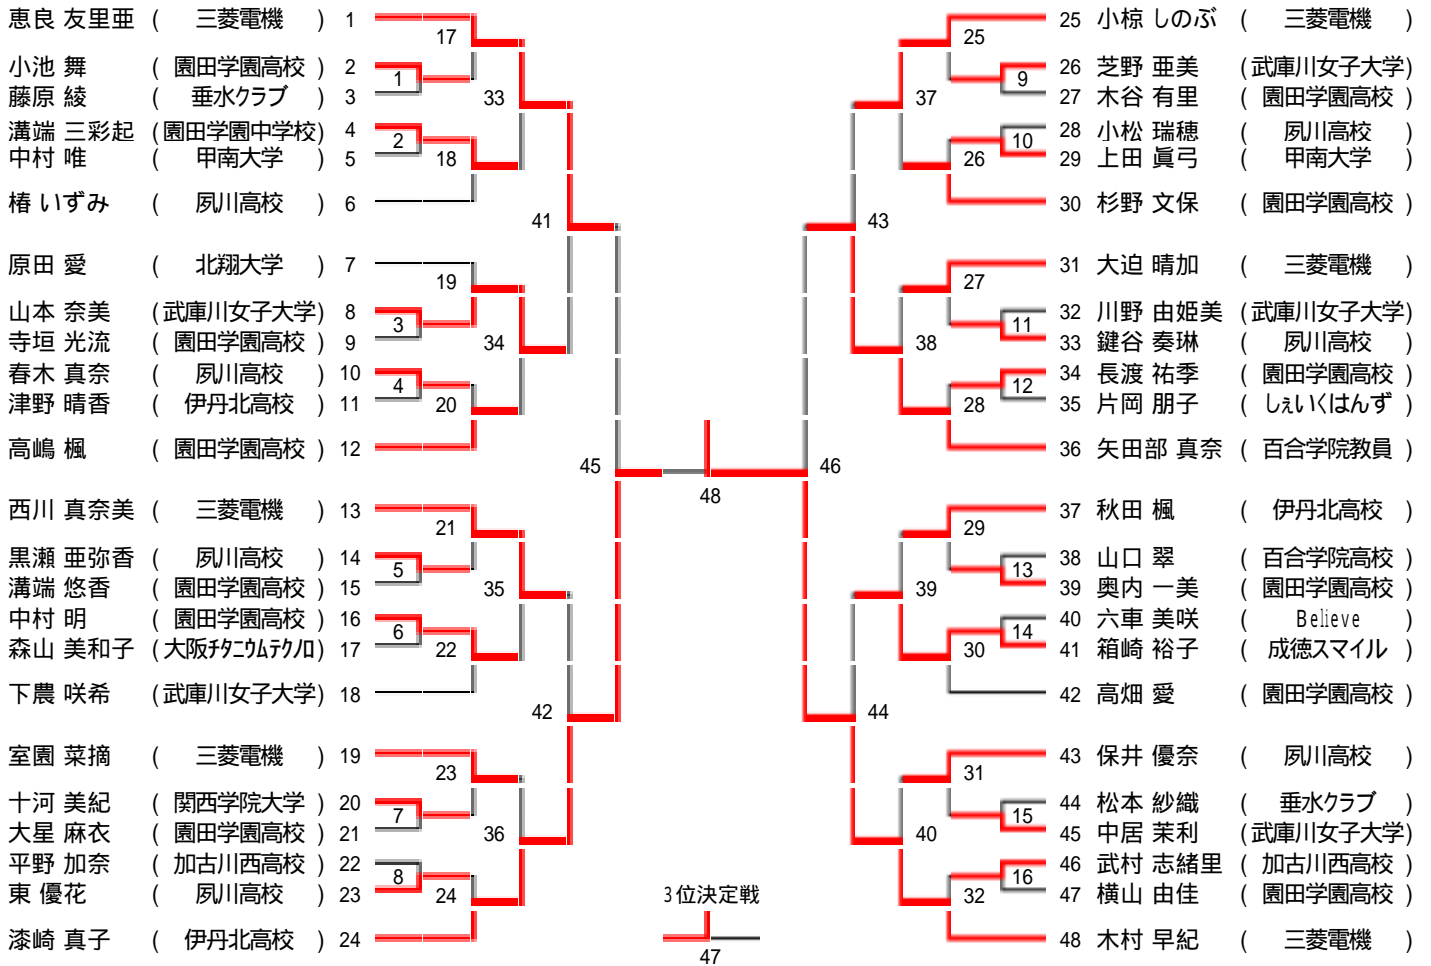 恵良 友里亜 ( 三菱電機 ) 1
小池 舞 ( 園田学園高校 ) 2
藤原 綾 ( 垂水クラブ ) 3
溝端 三彩起 ( 園田学園中学校) 4
中村 唯 ( 甲南大学 ) 5
椿 いずみ ( 夙川高校 ) 6
原田 愛 ( 北翔大学 ) 7
山本 奈美 ( 武庫川女子大学) 8
寺垣 光流 ( 園田学園高校 ) 9
春木 真奈 ( 夙川高校 ) 10
津野 晴香 ( 伊丹北高校 ) 11
高嶋 楓 ( 園田学園高校 ) 12
西川 真奈美 ( 三菱電機 ) 13
黒瀬 亜弥香 ( 夙川高校 ) 14
溝端 悠香 ( 園田学園高校 ) 15
中村 明 ( 園田学園高校 ) 16
森山 美和子 ( 大阪チタニウムテクノロ) 17
下農 咲希 ( 武庫川女子大学) 18
室園 菜摘 ( 三菱電機 ) 19
十河 美紀 ( 関西学院大学 ) 20
大星 麻衣 ( 園田学園高校 ) 21
平野 加奈 ( 加古川西高校 ) 22
東 優花 ( 夙川高校 ) 23
漆崎 真子 ( 伊丹北高校 ) 24
17
1
33
2
18
41
19
3
34
4
20
45
21
5
35
6
22
42
23
7
36
8
24
48
3位決定戦
47
25
9
37
10
26
43
27
11
38
12
28
46
29
13
39
14
30
44
31
15
40
16
32
25 小椋 しのぶ ( 三菱電機 )
26 芝野 亜美 ( 武庫川女子大学)
27 木谷 有里 ( 園田学園高校 )
28 小松 瑞穂 ( 夙川高校 )
29 上田 眞弓 ( 甲南大学 )
30 杉野 文保 ( 園田学園高校 )
31 大迫 晴加 ( 三菱電機 )
32 川野 由姫美 ( 武庫川女子大学)
33 鍵谷 奏琳 ( 夙川高校 )
34 長渡 祐季 ( 園田学園高校 )
35 片岡 朋子 ( しぇいくはんず )
36 矢田部 真奈 ( 百合学院教員 )
37 秋田 楓 ( 伊丹北高校 )
38 山口 翠 ( 百合学院高校 )
39 奥内 一美 ( 園田学園高校 )
40 六車 美咲 ( Believe )
41 箱崎 裕子 ( 成徳スマイル )
42 高畑 愛 ( 園田学園高校 )
43 保井 優奈 ( 夙川高校 )
44 松本 紗織 ( 垂水クラブ )
45 中居 茉利 ( 武庫川女子大学)
46 武村 志緒里 ( 加古川西高校 )
47 横山 由佳 ( 園田学園高校 )
48 木村 早紀 ( 三菱電機 )